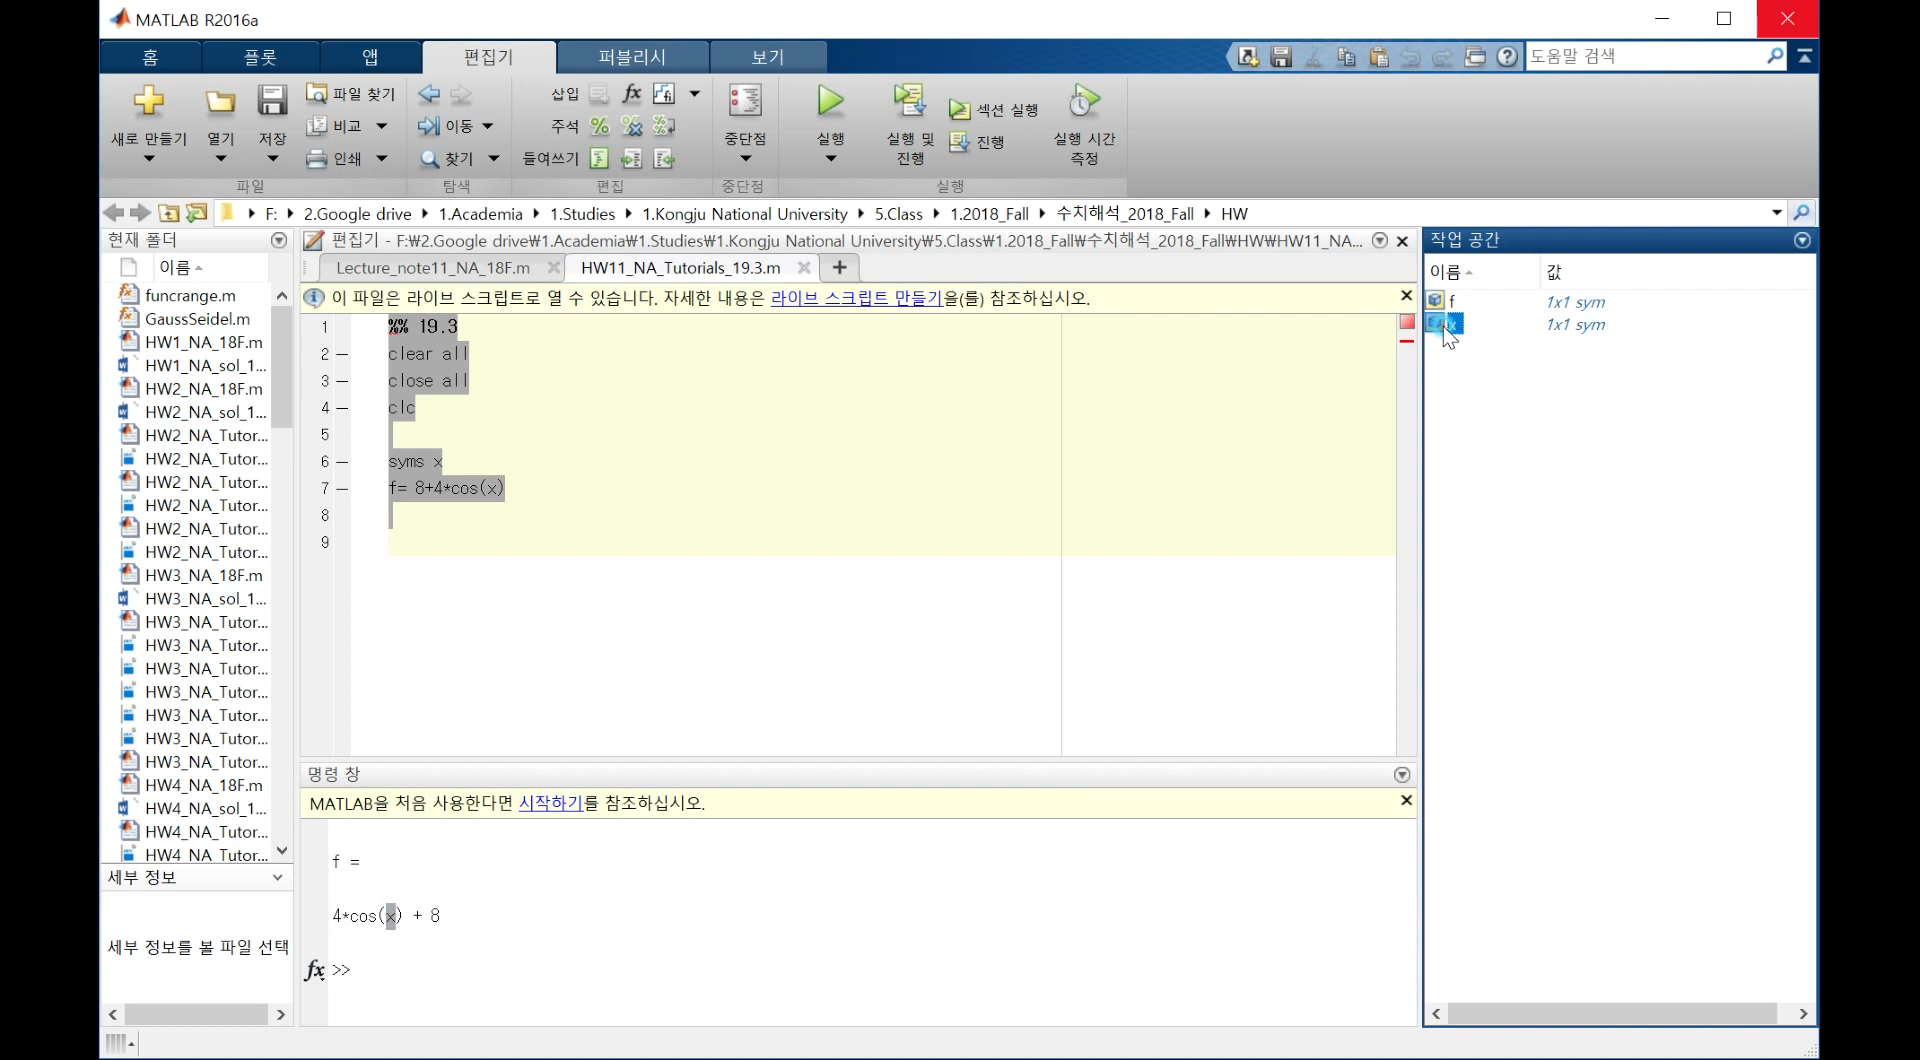 MATLAB R2016a
홈 플롯 앱 편집기 퍼블리시 보기 도움말 검색
새로 만들기 열기 저장 파일 찾기 비교 인쇄 이동 찾기 삽입 fx 주석 들여쓰기 중단점 실행 실행 및 진행 섹션 실행 진행 실행 시간 측정
파일 탐색 편집 중단점 실행
F: 2.Google drive 1.Academia 1.Studies 1.Kongju National University 5.Class 1.2018_Fall 수치해석_2018_Fall HW
현재 폴더
이름
funcrange.m
GaussSeidel.m
HW1_NA_18F.m
HW1_NA_sol_1...
HW2_NA_18F.m
HW2_NA_sol_1...
HW2_NA_Tutor...
HW2_NA_Tutor...
HW2_NA_Tutor...
HW2_NA_Tutor...
HW2_NA_Tutor...
HW2_NA_Tutor...
HW3_NA_18F.m
HW3_NA_sol_1...
HW3_NA_Tutor...
HW3_NA_Tutor...
HW3_NA_Tutor...
HW3_NA_Tutor...
HW3_NA_Tutor...
HW3_NA_Tutor...
HW3_NA_Tutor...
HW4_NA_18F.m
HW4_NA_sol_1...
HW4_NA_Tutor...
HW4_NA_Tutor...
세부 정보
세부 정보를 볼 파일 선택
편집기 - F:₩2.Google drive₩1.Academia₩1.Studies₩1.Kongju National University₩5.Class₩1.2018_Fall₩수치해석_2018_Fall₩HW₩HW11_NA...
Lecture_note11_NA_18F.m HW11_NA_Tutorials_19.3.m
이 파일은 라이브 스크립트로 열 수 있습니다. 자세한 내용은 라이브 스크립트 만들기을(를) 참조하십시오.
1 %% 19.3
2 – clear all
3 – close all
4 – clc
5
6 – syms x
7 – f= 8+4*cos(x)
8
9
명령 창
MATLAB을 처음 사용한다면 시작하기를 참조하십시오.
f =
4*cos(x) + 8
fx >>
작업 공간
이름 값
f 1x1 sym
x 1x1 sym